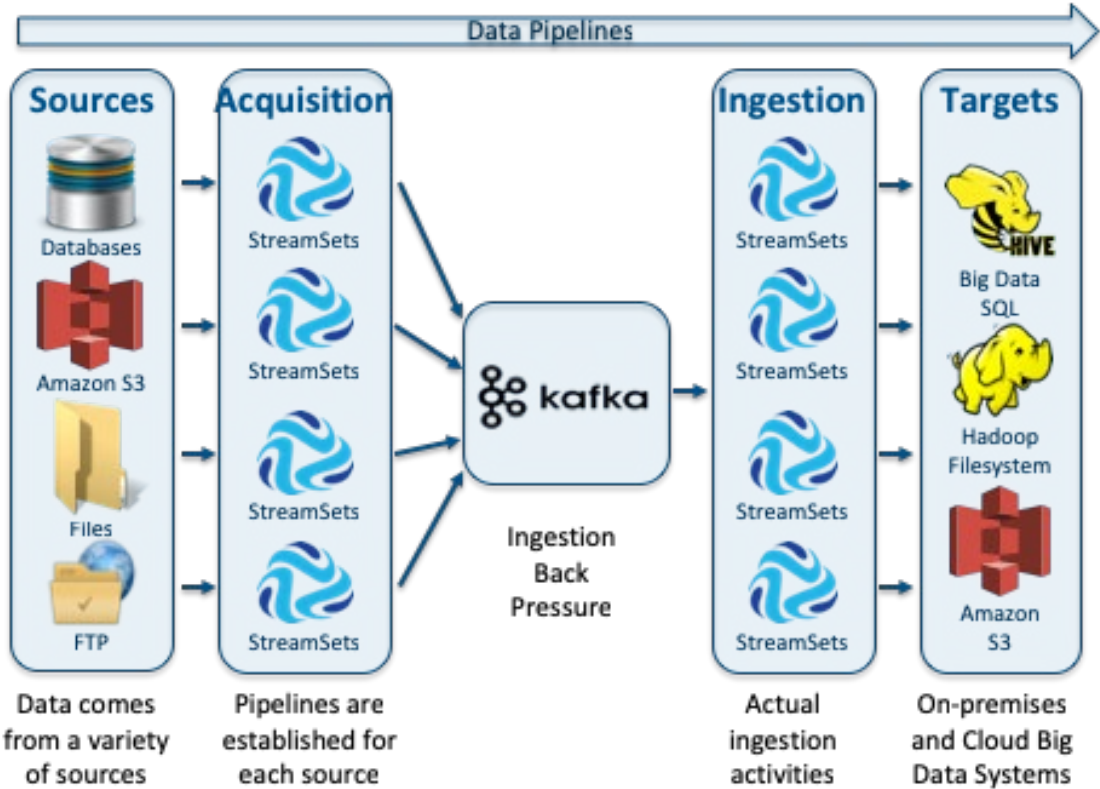 Data Pipelines
Sources
Databases
Amazon S3
Files
FTP
Data comes
from a variety
of sources
Acquisition
StreamSets
StreamSets
StreamSets
StreamSets
Pipelines are
established for
each source
kafka
Ingestion
Back
Pressure
Ingestion
StreamSets
StreamSets
StreamSets
StreamSets
Actual
ingestion
activities
Targets
HIVE
Big Data
SQL
Hadoop
Filesystem
Amazon
S3
On-premises
and Cloud Big
Data Systems